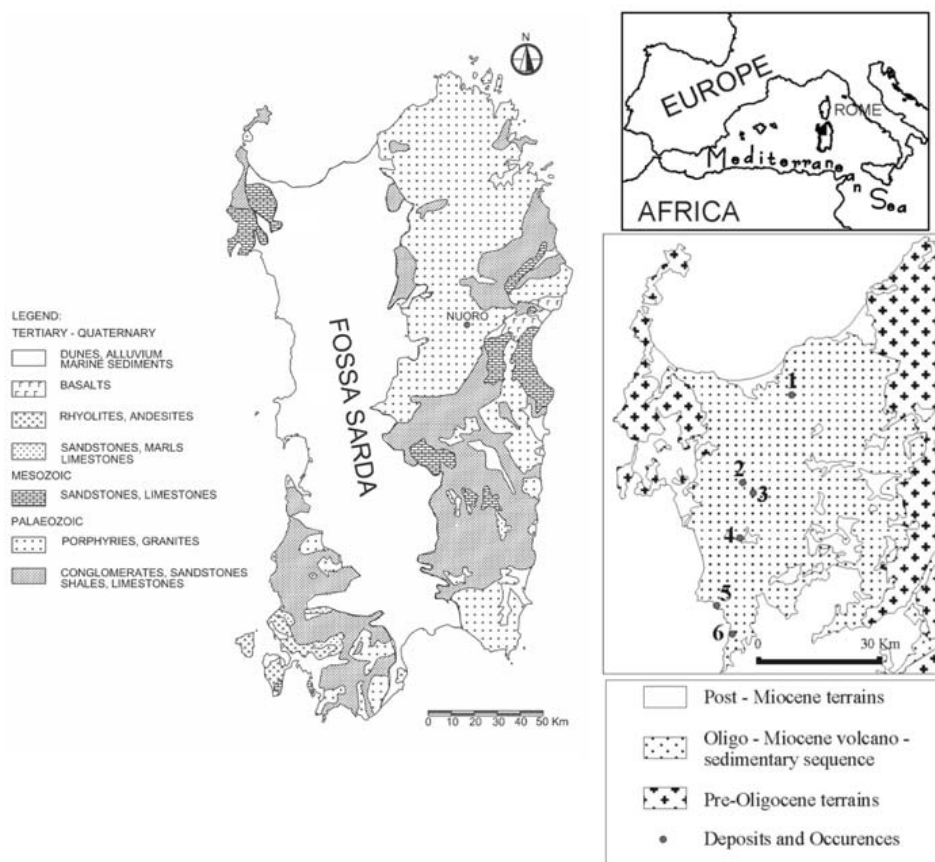 N
NUORO
FOSSA SARDA
LEGEND:
TERTIARY - QUATERNARY
DUNES, ALLUVIUM
MARINE SEDIMENTS
BASALTS
RHYOLITES, ANDESITES
SANDSTONES, MARLS
LIMESTONES
MESOZOIC
SANDSTONES, LIMESTONES
PALAEOZOIC
PORPHYRIES, GRANITES
CONGLOMERATES, SANDSTONES
SHALES, LIMESTONES
0 10 20 30 40 50 Km
EUROPE
ROME
Mediterranean Sea
AFRICA
1
2
3
4
5
6
0 30 Km
Post - Miocene terrains
Oligo - Miocene volcano -
sedimentary sequence
Pre-Oligocene terrains
Deposits and Occurences